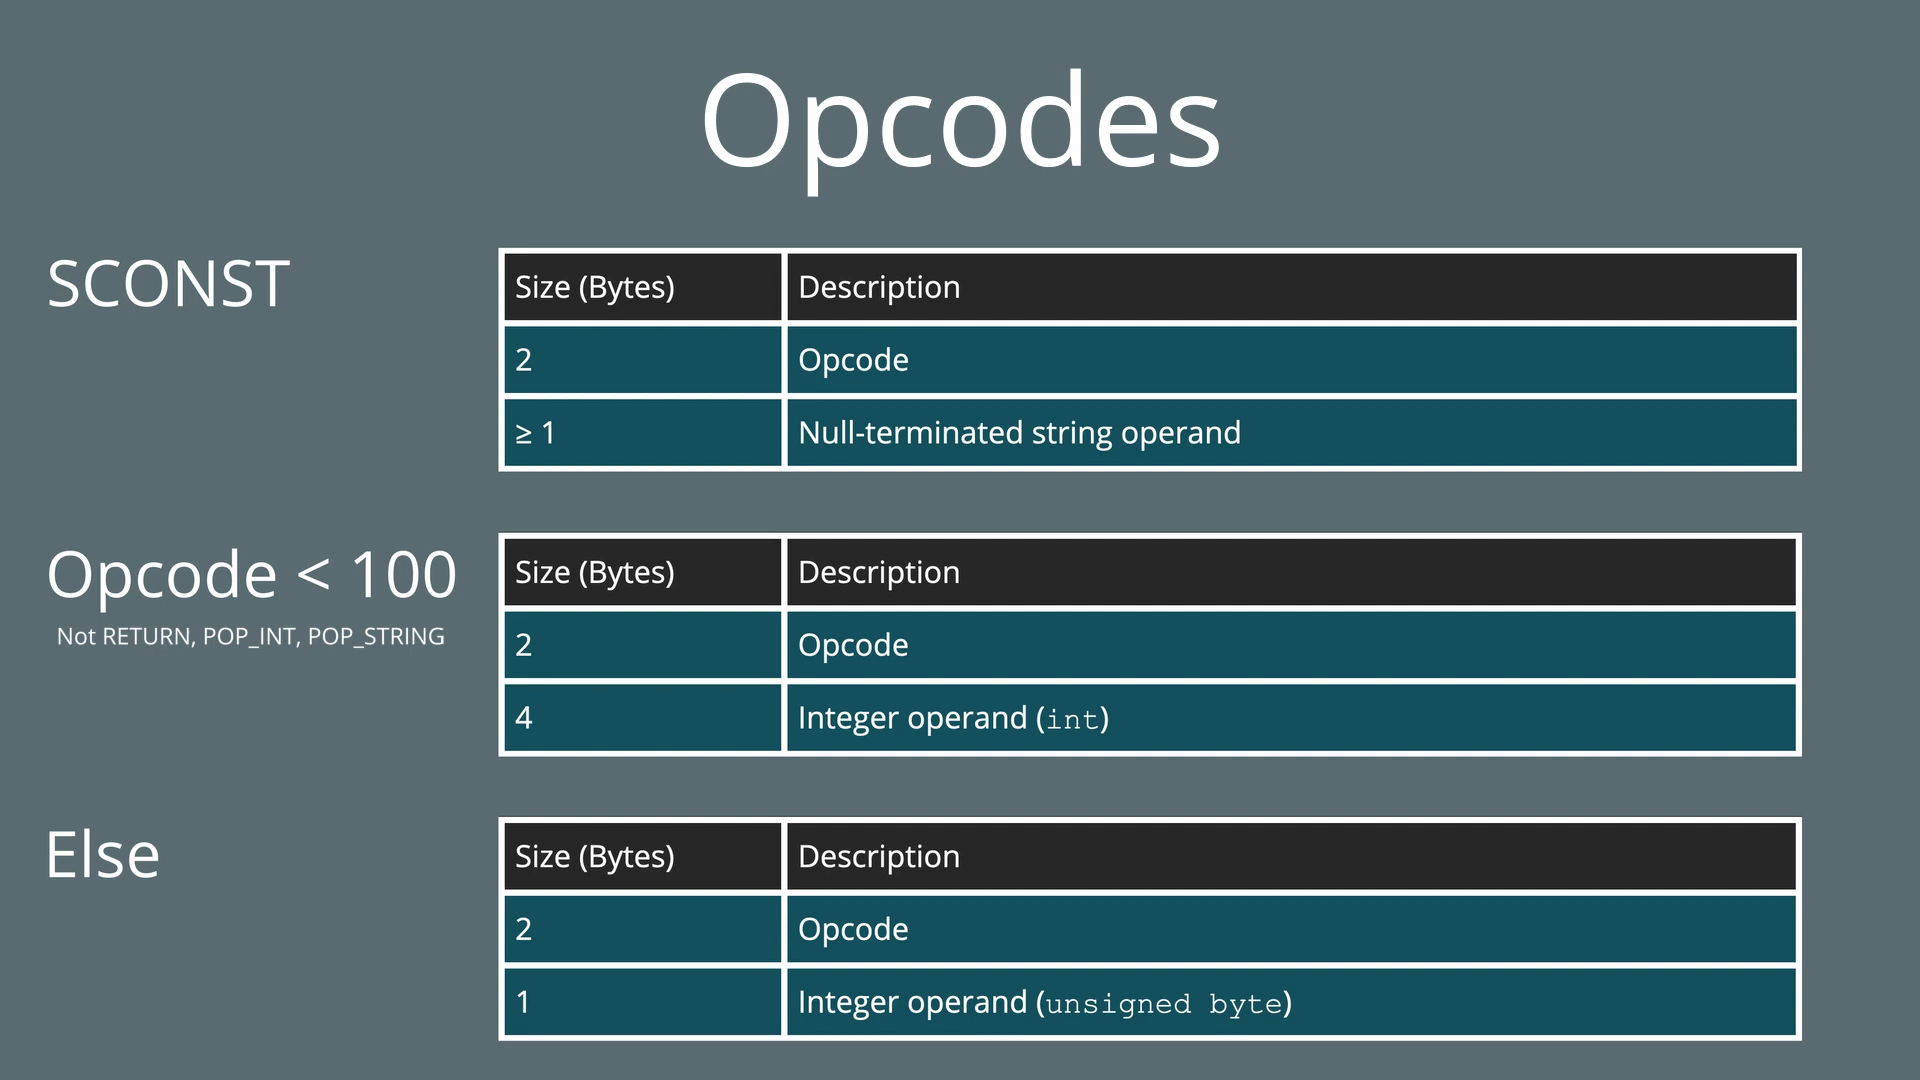 Opcodes
SCONST
Size (Bytes) Description
2 Opcode
≥ 1 Null-terminated string operand
Opcode < 100
Not RETURN, POP_INT, POP_STRING
Size (Bytes) Description
2 Opcode
4 Integer operand (int)
Else
Size (Bytes) Description
2 Opcode
1 Integer operand (unsigned byte)